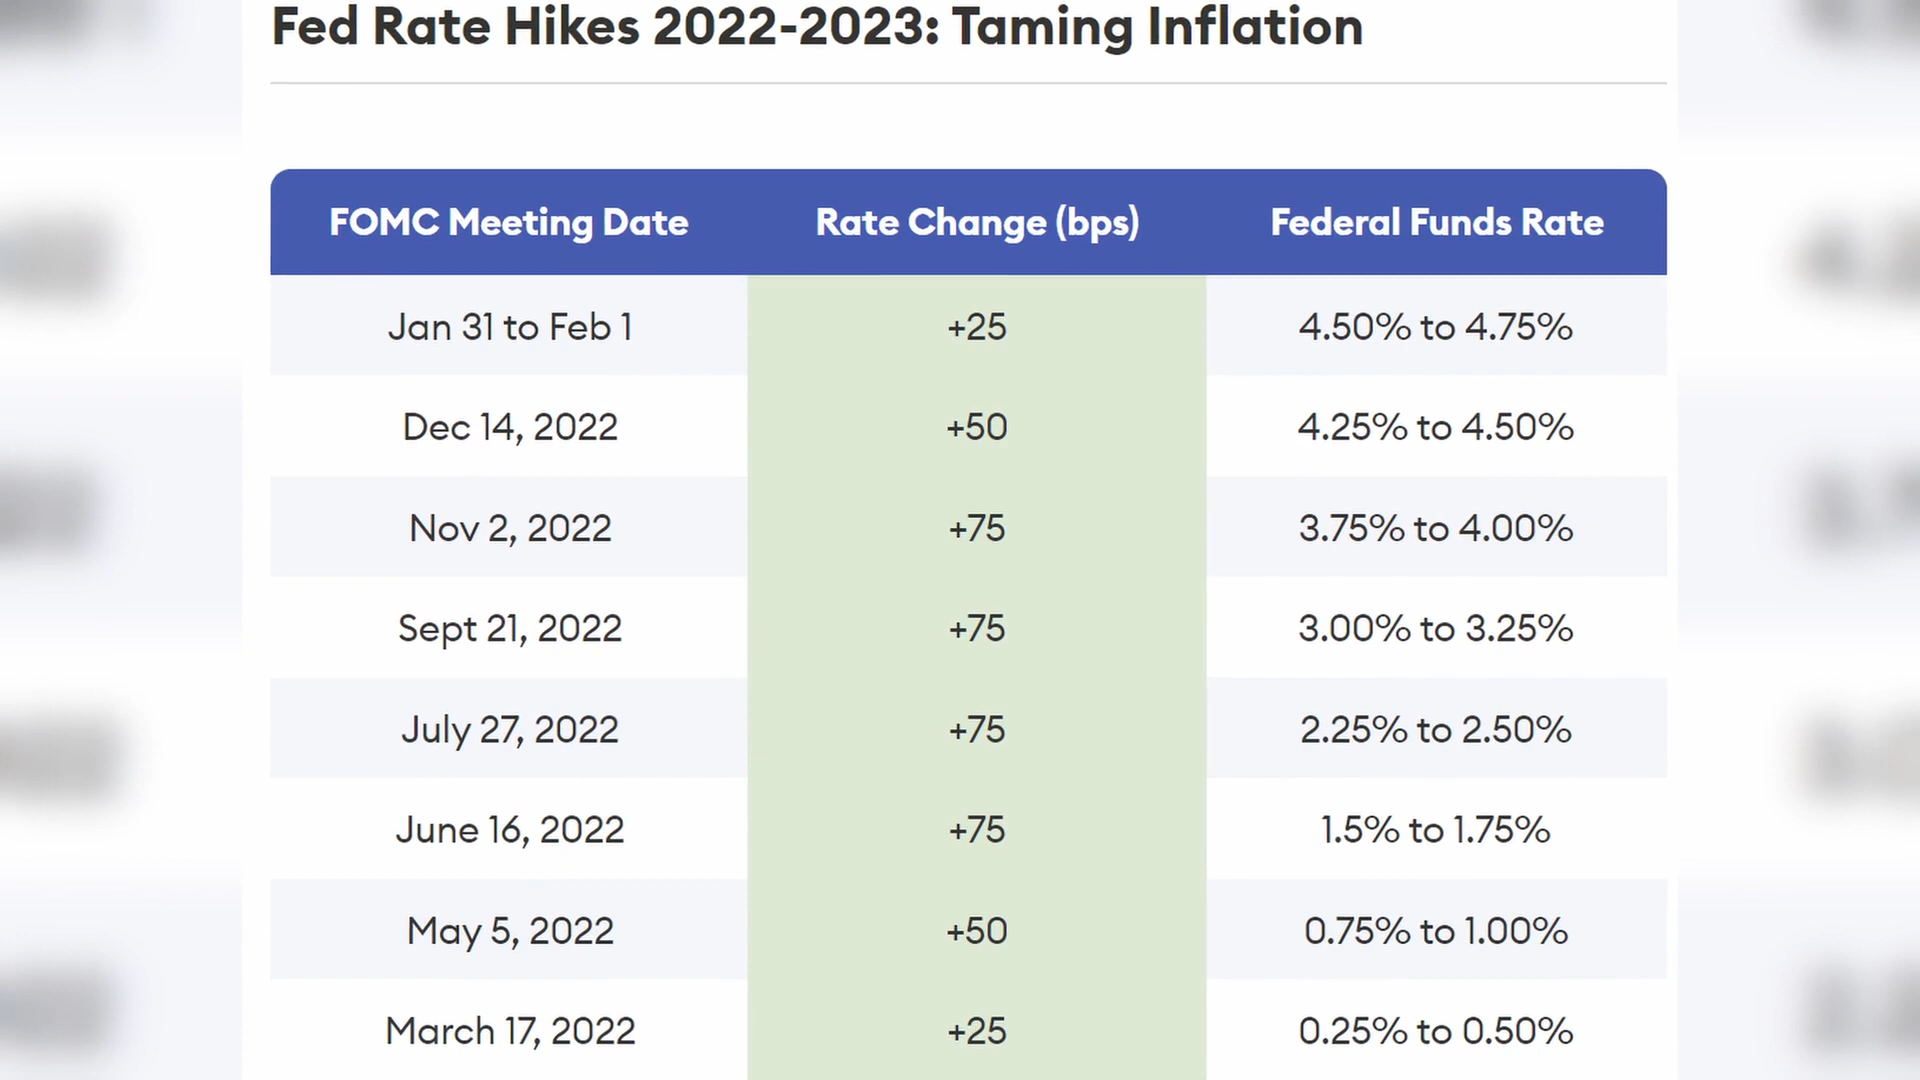 Fed Rate Hikes 2022-2023: Taming Inflation
FOMC Meeting Date Rate Change (bps) Federal Funds Rate
Jan 31 to Feb 1 +25 4.50% to 4.75%
Dec 14, 2022 +50 4.25% to 4.50%
Nov 2, 2022 +75 3.75% to 4.00%
Sept 21, 2022 +75 3.00% to 3.25%
July 27, 2022 +75 2.25% to 2.50%
June 16, 2022 +75 1.5% to 1.75%
May 5, 2022 +50 0.75% to 1.00%
March 17, 2022 +25 0.25% to 0.50%